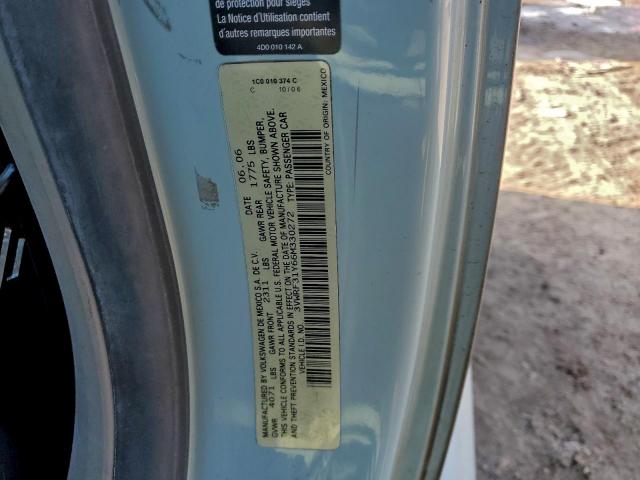 de protection pour sièges
La Notice d'Utilisation contient
d'autres remarques importantes
4D0 010 142 A
1C0 010 374 C
C 10/06
MANUFACTURED BY VOLKSWAGEN DE MEXICO S.A. DE C.V. DATE 06.06
GVWR 4071 LBS GAWR FRONT 2311 LBS GAWR REAR 1775 LBS
THIS VEHICLE CONFORMS TO ALL APPLICABLE U.S. FEDERAL MOTOR VEHICLE SAFETY, BUMPER,
AND THEFT PREVENTION STANDARDS IN EFFECT ON THE DATE OF MANUFACTURE SHOWN ABOVE.
VEHICLE I.D. NO. 3VWRF31Y66M330272 TYPE: PASSENGER CAR
COUNTRY OF ORIGIN: MEXICO